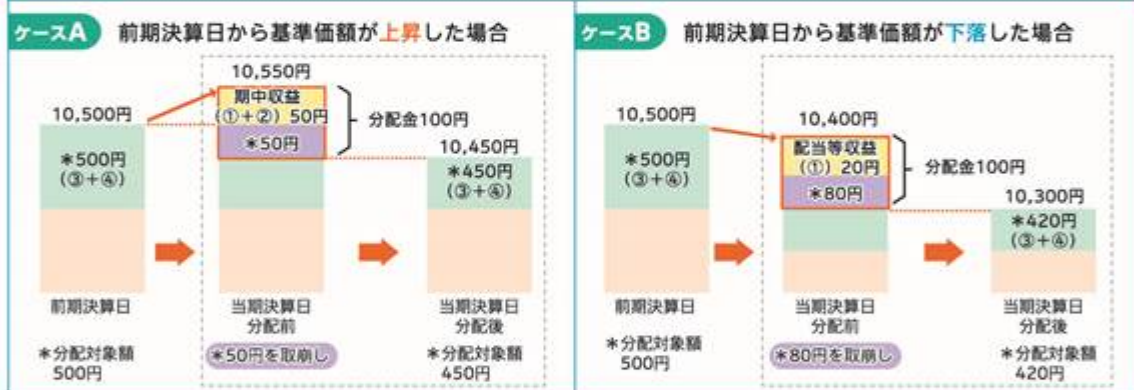 ケースA 前期決算日から基準価額が上昇した場合
10,550円
10,500円
期中収益
(①+②) 50円
＊50円
分配金100円
＊500円
(③+④)
10,450円
＊450円
(③+④)
前期決算日
当期決算日
分配前
当期決算日
分配後
＊分配対象額
500円
＊50円を取崩し
＊分配対象額
450円
ケースB 前期決算日から基準価額が下落した場合
10,500円
10,400円
＊500円
(③+④)
配当等収益
(①) 20円
＊80円
分配金100円
10,300円
＊420円
(③+④)
前期決算日
当期決算日
分配前
当期決算日
分配後
＊分配対象額
500円
＊80円を取崩し
＊分配対象額
420円